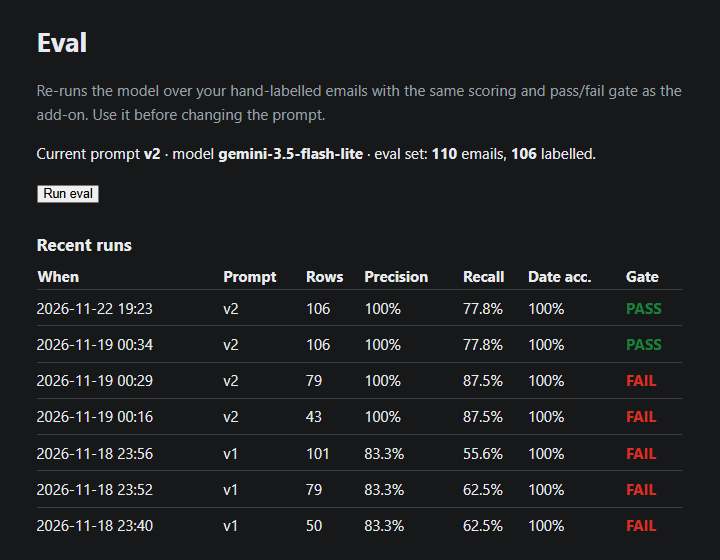 Eval
Re-runs the model over your hand-labelled emails with the same scoring and pass/fail gate as the
add-on. Use it before changing the prompt.
Current prompt v2 · model gemini-3.5-flash-lite · eval set: 110 emails, 106 labelled.
Run eval
Recent runs
When Prompt Rows Precision Recall Date acc. Gate
2026-11-22 19:23 v2 106 100% 77.8% 100% PASS
2026-11-19 00:34 v2 106 100% 77.8% 100% PASS
2026-11-19 00:29 v2 79 100% 87.5% 100% FAIL
2026-11-19 00:16 v2 43 100% 87.5% 100% FAIL
2026-11-18 23:56 v1 101 83.3% 55.6% 100% FAIL
2026-11-18 23:52 v1 79 83.3% 62.5% 100% FAIL
2026-11-18 23:40 v1 50 83.3% 62.5% 100% FAIL